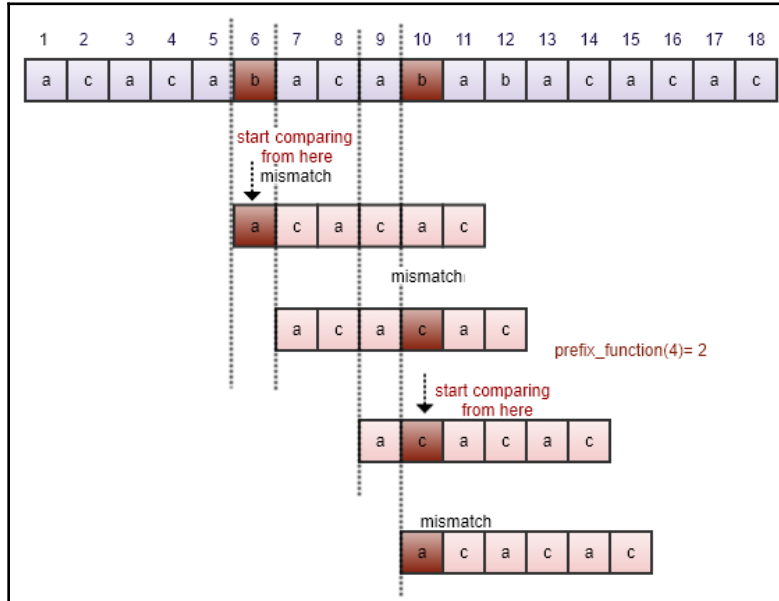 1 2 3 4 5 6 7 8 9 10 11 12 13 14 15 16 17 18
a c a c a b a c a b a b a c a c a c
start comparing
from here
mismatch
a c a c a c
mismatch
a c a c a c
prefix_function(4)= 2
start comparing
from here
a c a c a c
mismatch
a c a c a c